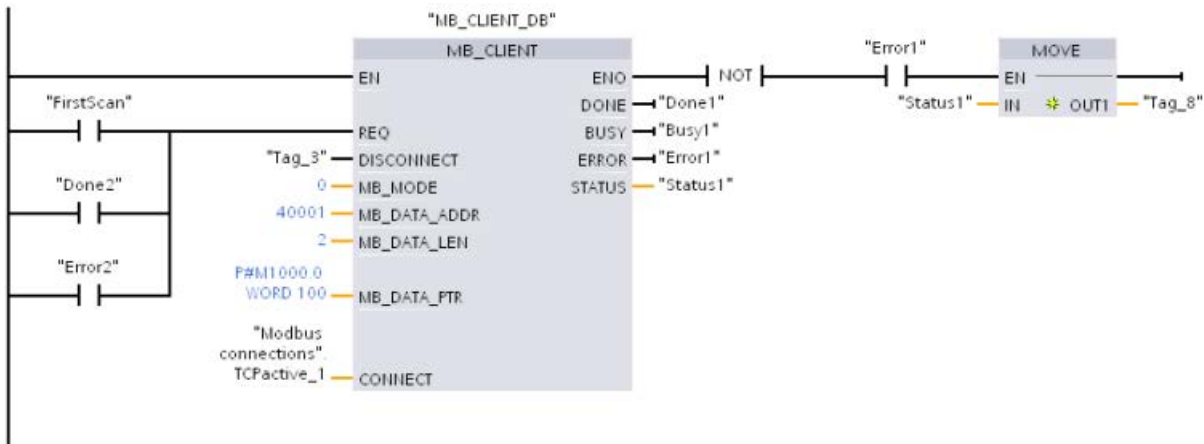 "MB_CLIENT_DB"
MB_CLIENT
EN
ENO
NOT
"Error1"
MOVE
EN
"Status1"
IN
OUT1
"Tag_8"
"FirstScan"
REQ
DONE
"Done1"
BUSY
"Busy1"
"Tag_3"
DISCONNECT
ERROR
"Error1"
"Done2"
0
MB_MODE
STATUS
"Status1"
40001
MB_DATA_ADDR
2
MB_DATA_LEN
"Error2"
P#M1000.0
WORD 100
MB_DATA_PTR
"Modbus
connections".
TCPactive_1
CONNECT